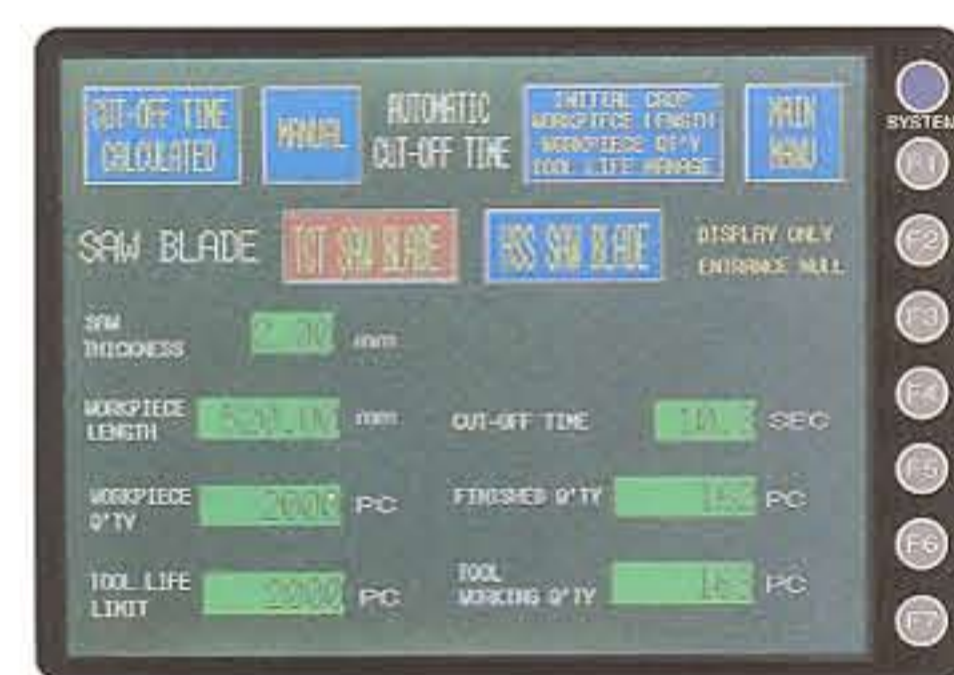 CUT-OFF TIME
CALCULATED
MANUAL
AUTOMATIC
CUT-OFF TIME
INITIAL CROP
WORKPIECE LENGTH
WORKPIECE QT'Y
TOOL LIFE MANAGE
MAIN
MANU
SYSTEM
F1
SAW BLADE
TCT SAW BLADE
HSS SAW BLADE
DISPLAY ONLY
ENTRANCE NULL
F2
SAW
THICKNESS
mm
F3
WORKPIECE
LENGTH
mm
CUT-OFF TIME
SEC
F4
F5
WORKPIECE
Q'TY
2000 PC
FINISHED Q'TY
PC
F6
TOOL LIFE
LIMIT
2000 PC
TOOL
WORKING Q'TY
PC
F7